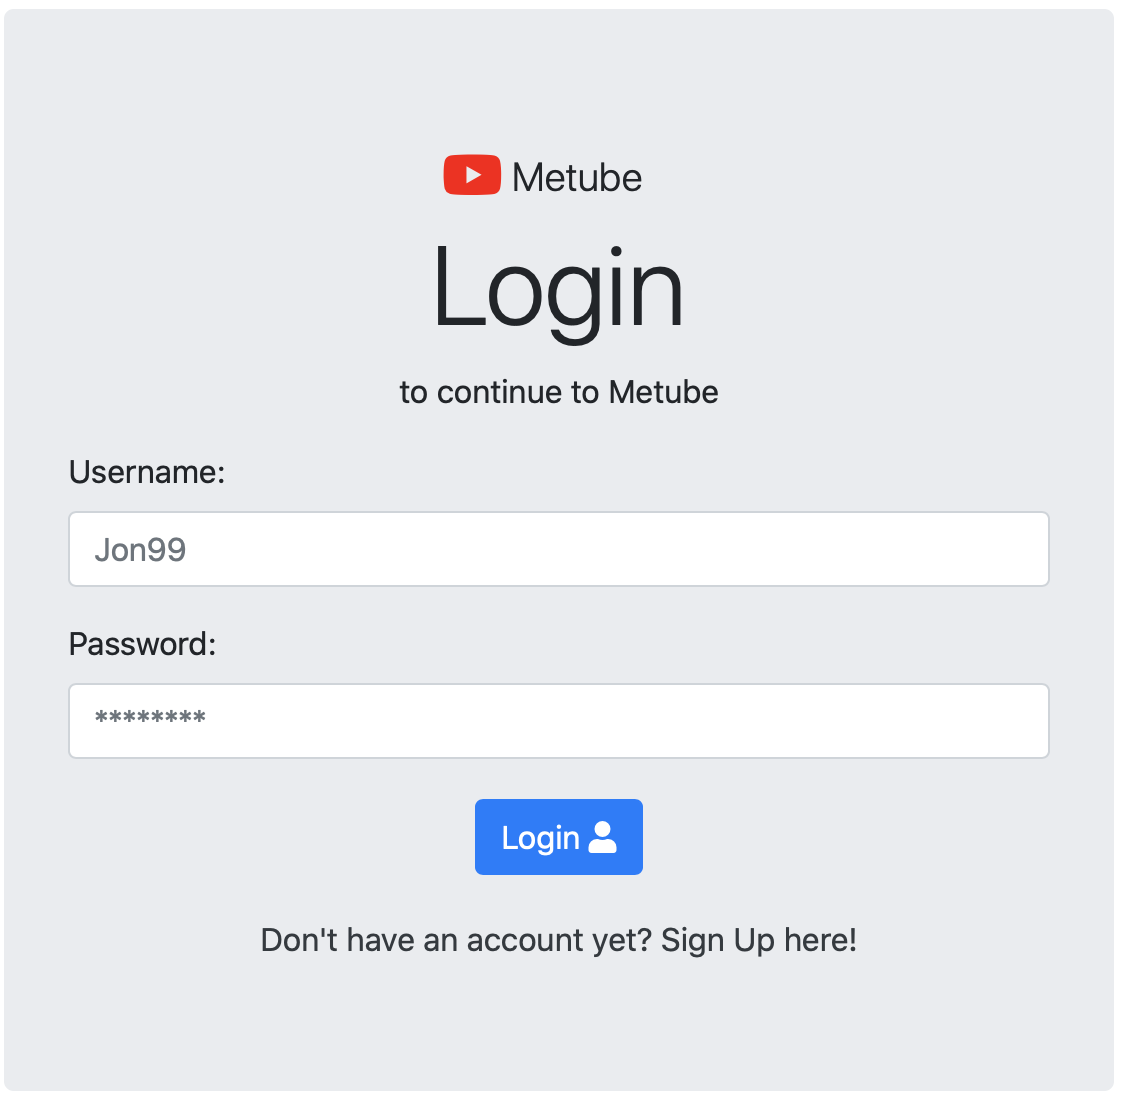 Metube
Login
to continue to Metube
Username:
Jon99
Password:
********
Login
Don't have an account yet? Sign Up here!